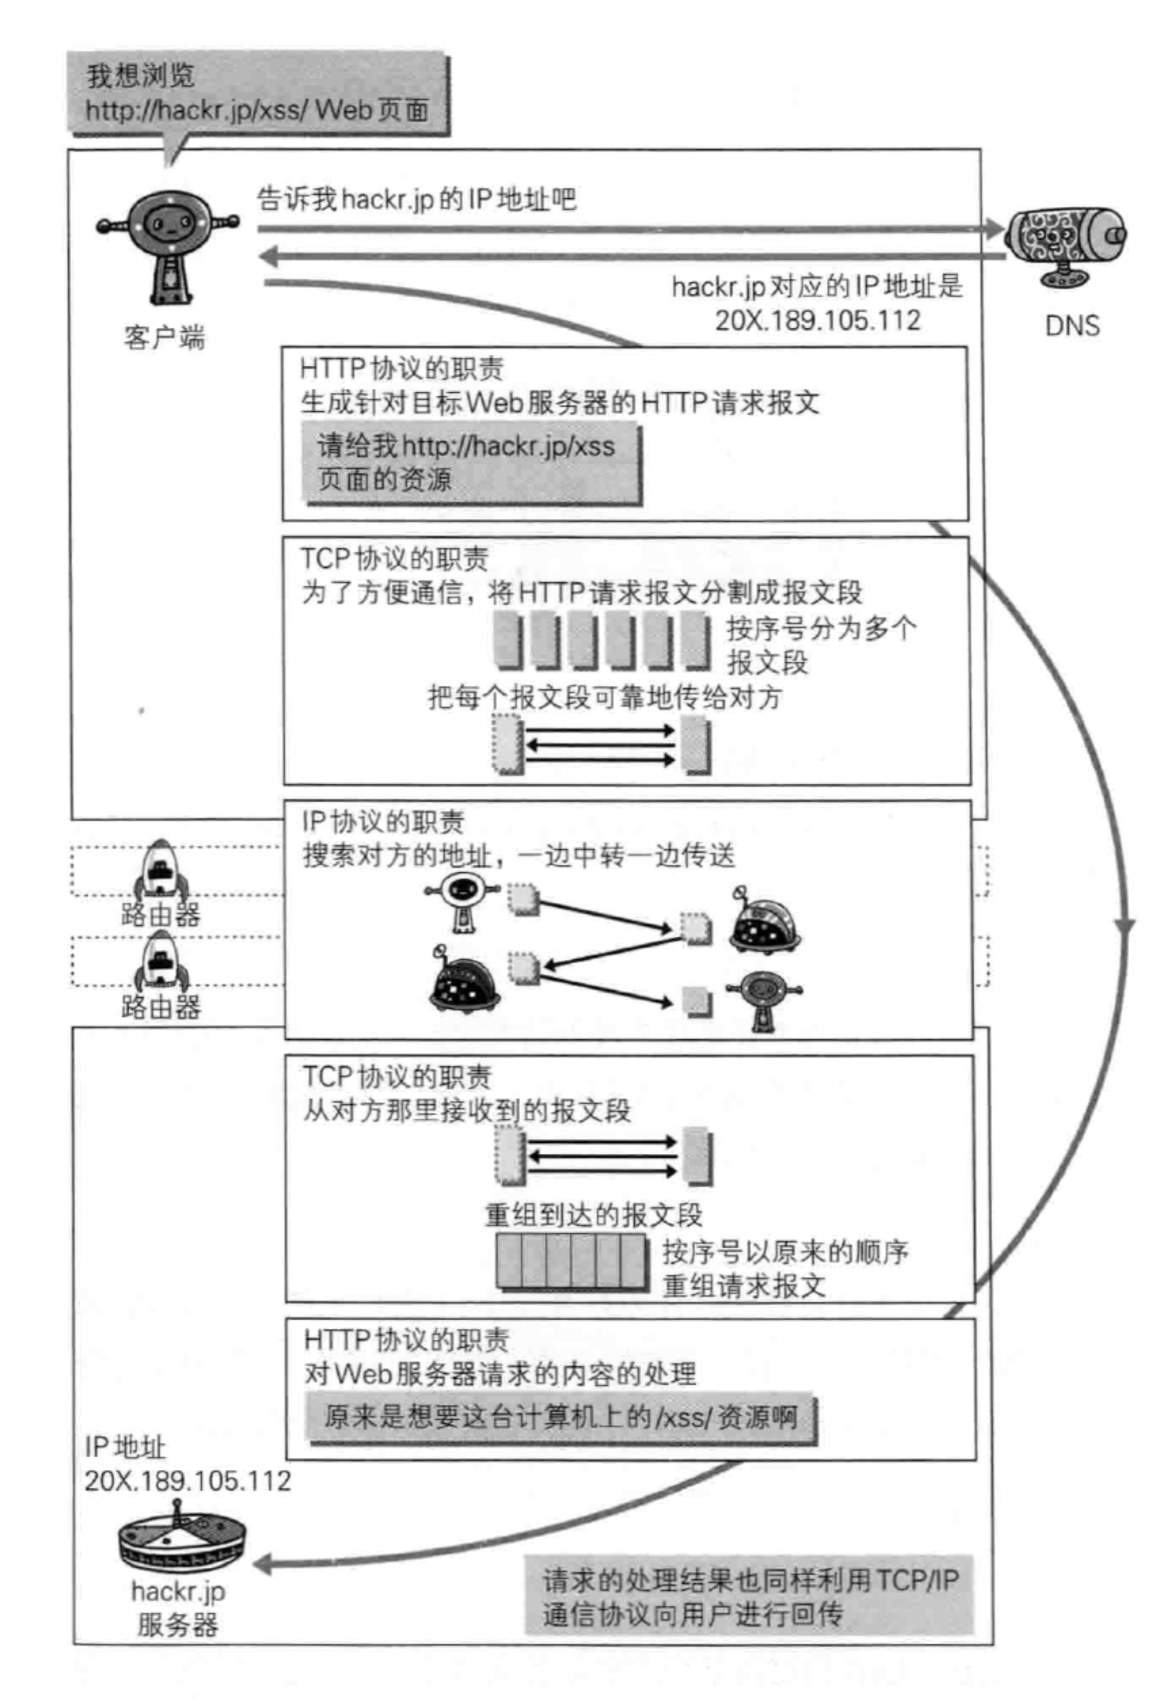 我想浏览
http://hackr.jp/xss/ Web页面
告诉我hackr.jp的IP地址吧
hackr.jp对应的IP地址是
20X.189.105.112
客户端
DNS
HTTP协议的职责
生成针对目标Web服务器的HTTP请求报文
请给我http://hackr.jp/xss
页面的资源
TCP协议的职责
为了方便通信，将HTTP请求报文分割成报文段
按序号分为多个
报文段
把每个报文段可靠地传给对方
IP协议的职责
搜索对方的地址，一边中转一边传送
路由器
路由器
TCP协议的职责
从对方那里接收到的报文段
重组到达的报文段
按序号以原来的顺序
重组请求报文
HTTP协议的职责
对Web服务器请求的内容的处理
原来是想要这台计算机上的/xss/资源啊
IP地址
20X.189.105.112
hackr.jp
服务器
请求的处理结果也同样利用TCP/IP
通信协议向用户进行回传